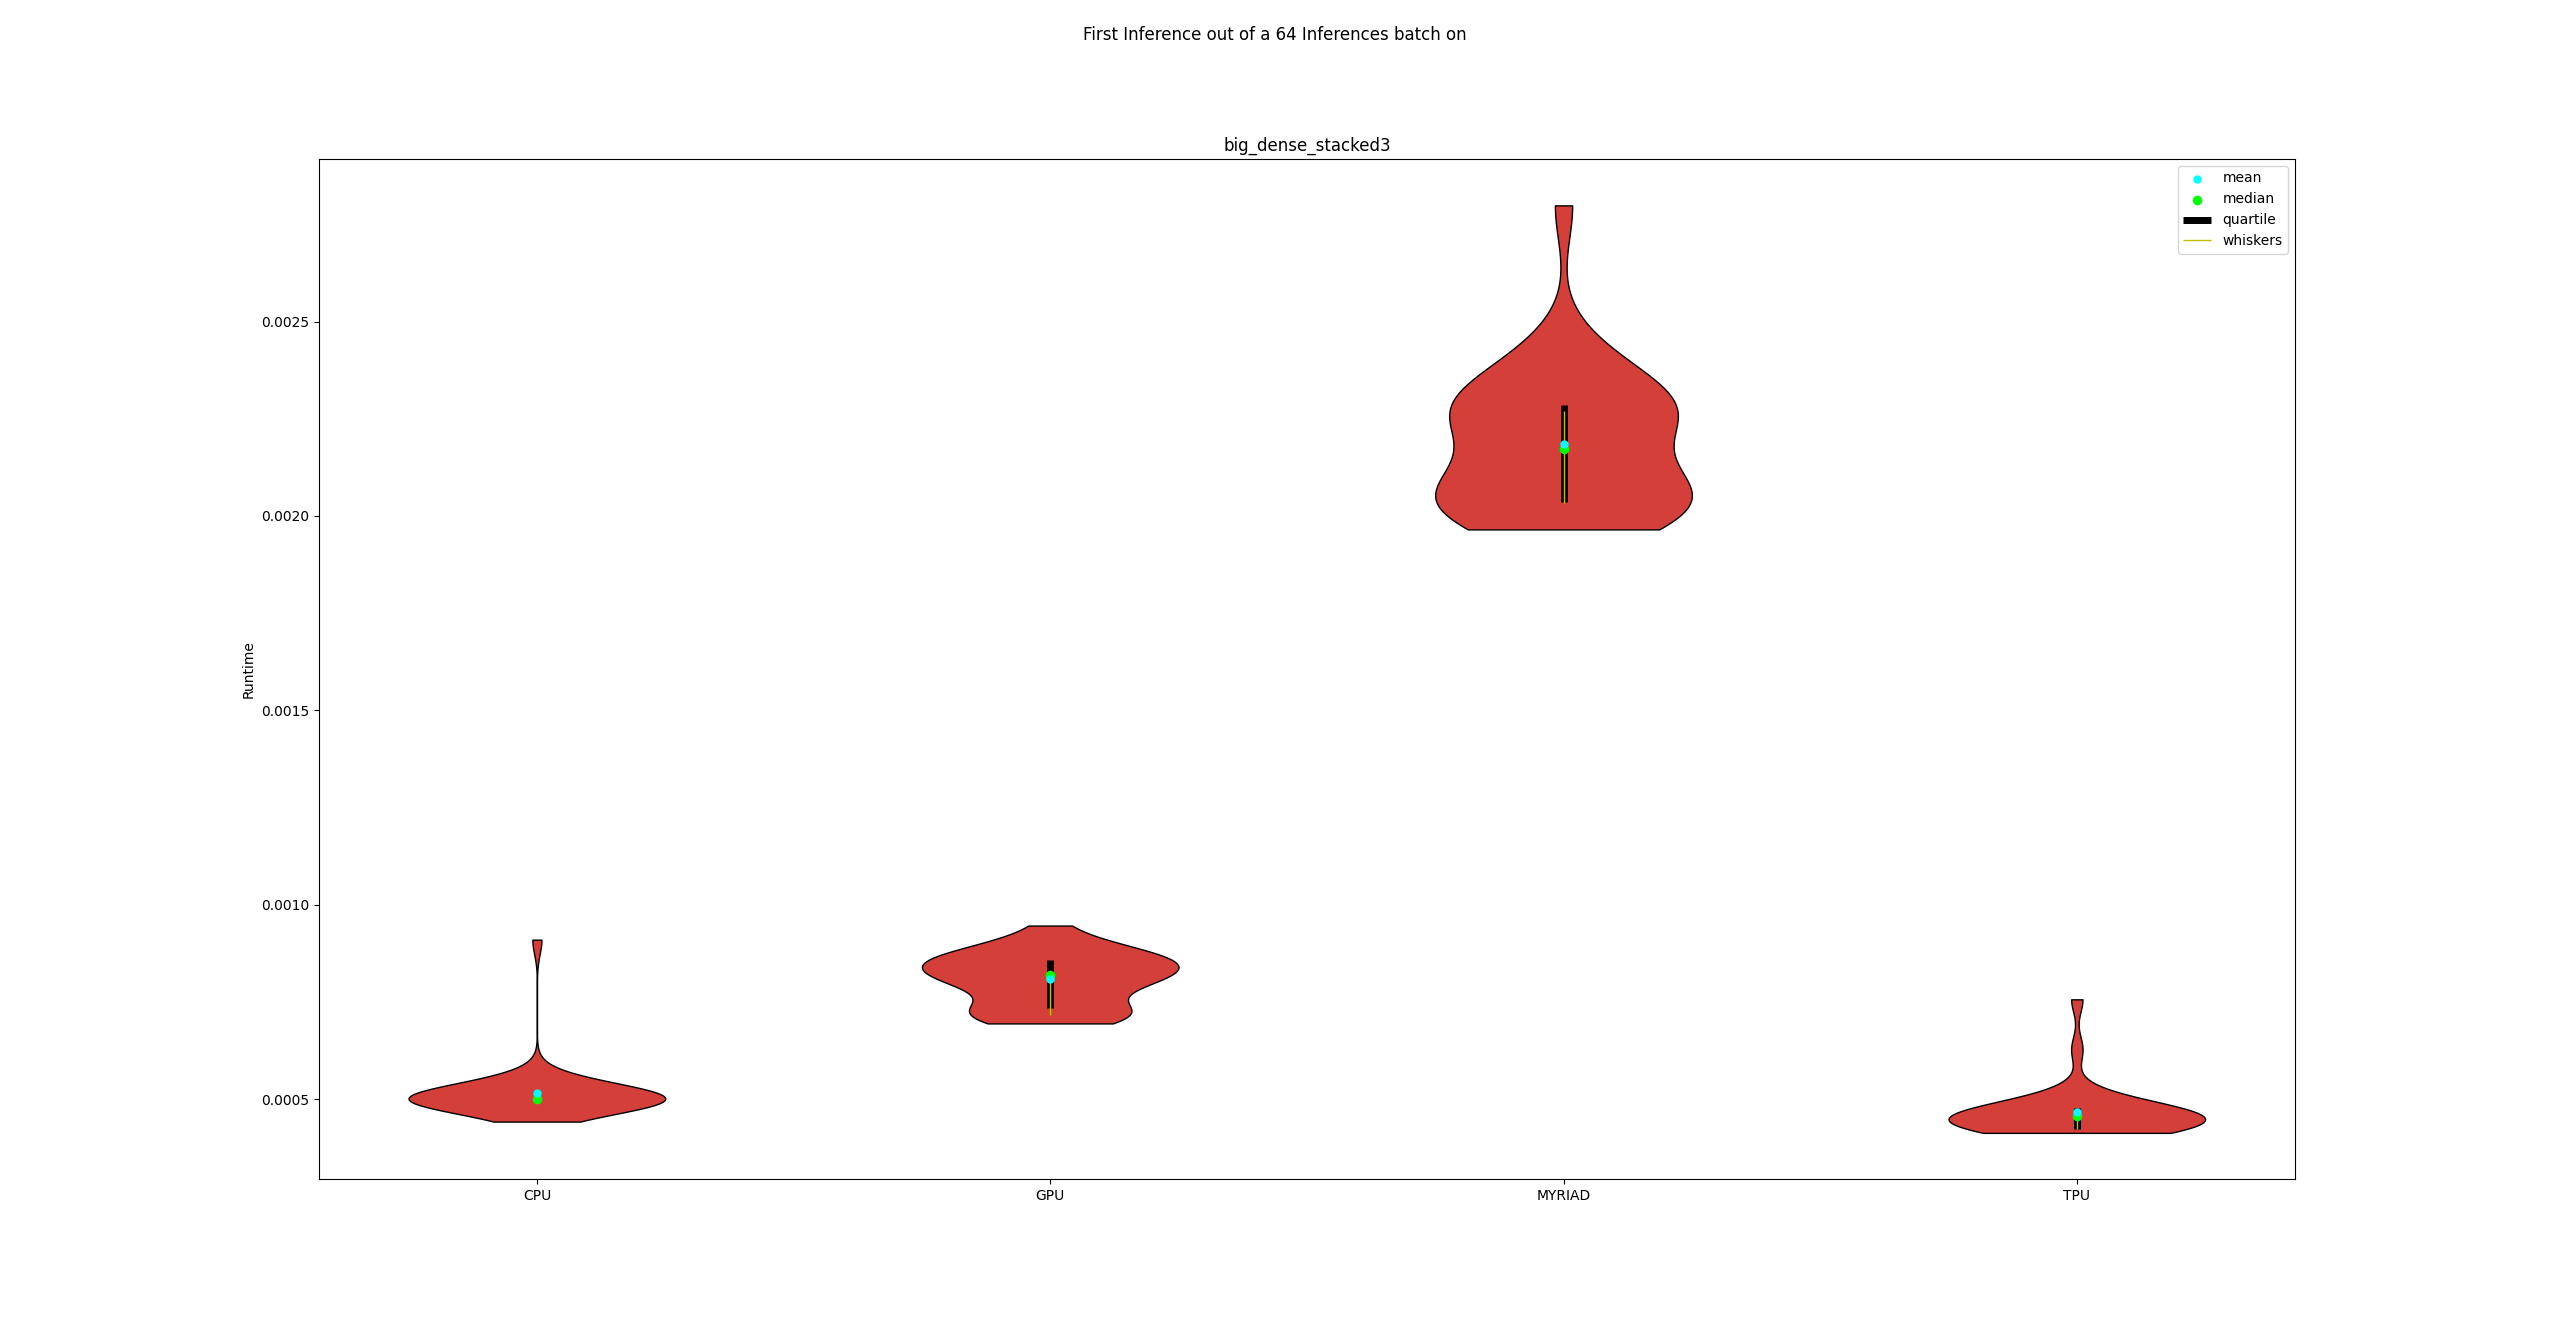 First Inference out of a 64 Inferences batch on
big_dense_stacked3
mean
median
quartile
whiskers
Runtime
0.0025
0.0020
0.0015
0.0010
0.0005
CPU
GPU
MYRIAD
TPU